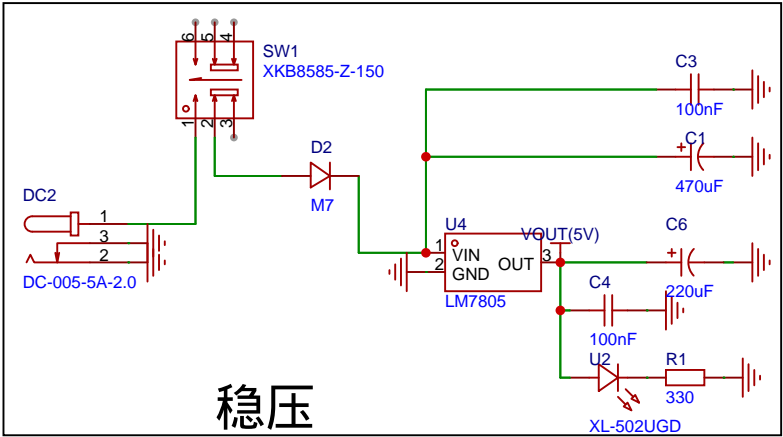 6 5 4
SW1
XKB8585-Z-150
1 2 3
C3
100nF
C1
470uF
D2
M7
DC2
1
3
2
DC-005-5A-2.0
U4
VOUT(5V)
1
VIN
2
GND
OUT
3
LM7805
C6
220uF
C4
100nF
U2
R1
330
XL-502UGD
稳压